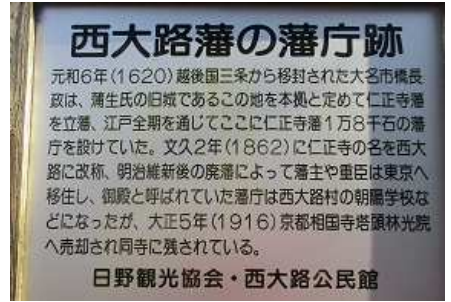 西大路藩の藩庁跡
元和6年(1620)越後国三条から移封された大名市橋長
政は、蒲生氏の旧城であるこの地を本拠と定めて仁正寺藩
を立藩、江戸全期を通じてここに仁正寺藩1万8千石の藩
庁を設けていた。文久2年(1862)に仁正寺の名を西大
路に改称、明治維新後の廃藩によって藩主や重臣は東京へ
移住し、御殿と呼ばれていた藩庁は西大路村の朝陽学校な
どになったが、大正5年(1916)京都相国寺塔頭林光院
へ売却され同寺に残されている。
日野観光協会・西大路公民館